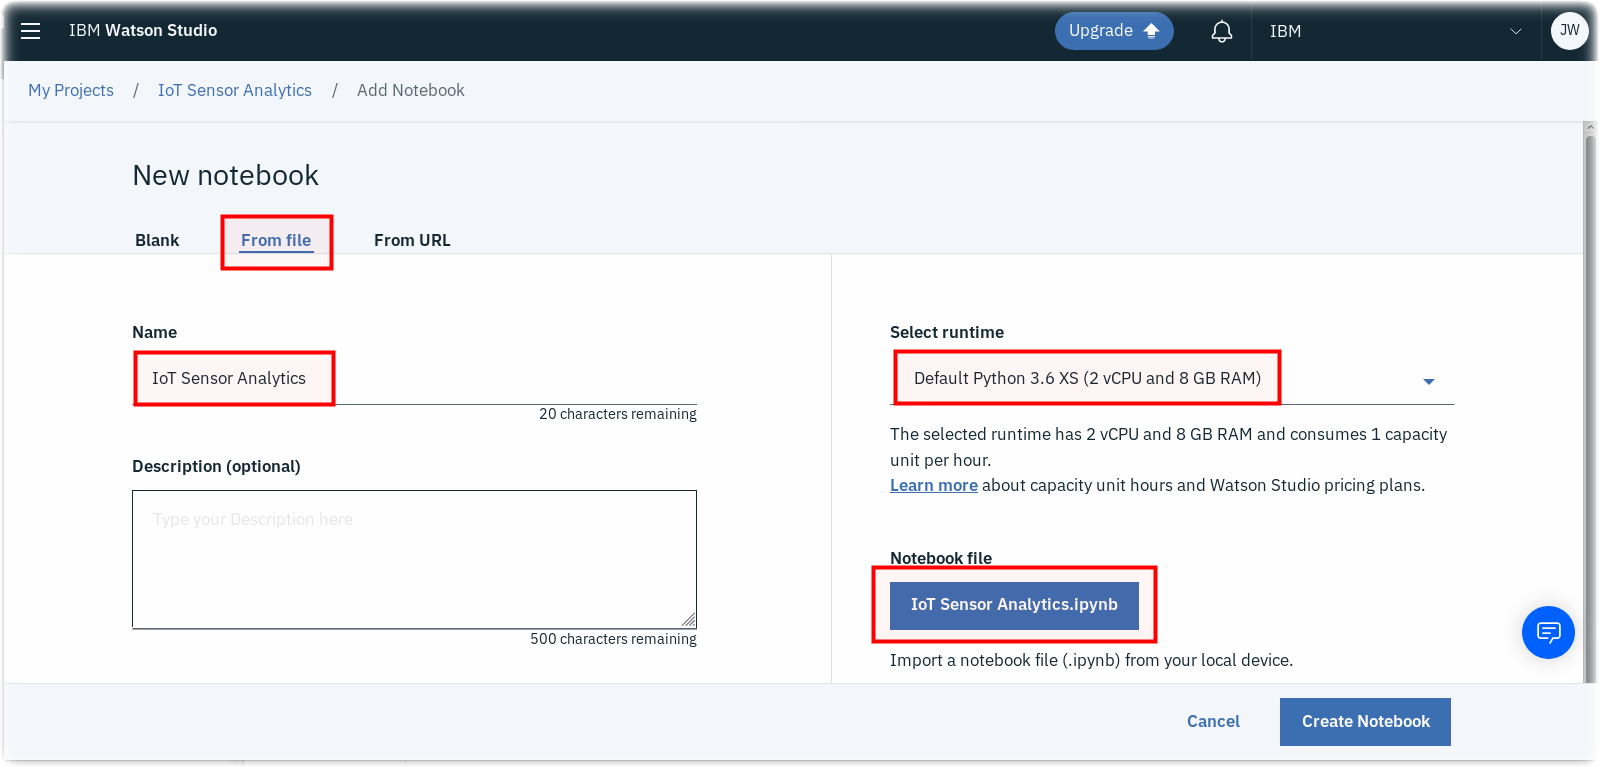 IBM Watson Studio
Upgrade
IBM
JW
My Projects / IoT Sensor Analytics / Add Notebook
New notebook
Blank
From file
From URL
Name
IoT Sensor Analytics
20 characters remaining
Description (optional)
Type your Description here
500 characters remaining
Select runtime
Default Python 3.6 XS (2 vCPU and 8 GB RAM)
The selected runtime has 2 vCPU and 8 GB RAM and consumes 1 capacity
unit per hour.
Learn more about capacity unit hours and Watson Studio pricing plans.
Notebook file
IoT Sensor Analytics.ipynb
Import a notebook file (.ipynb) from your local device.
Cancel
Create Notebook